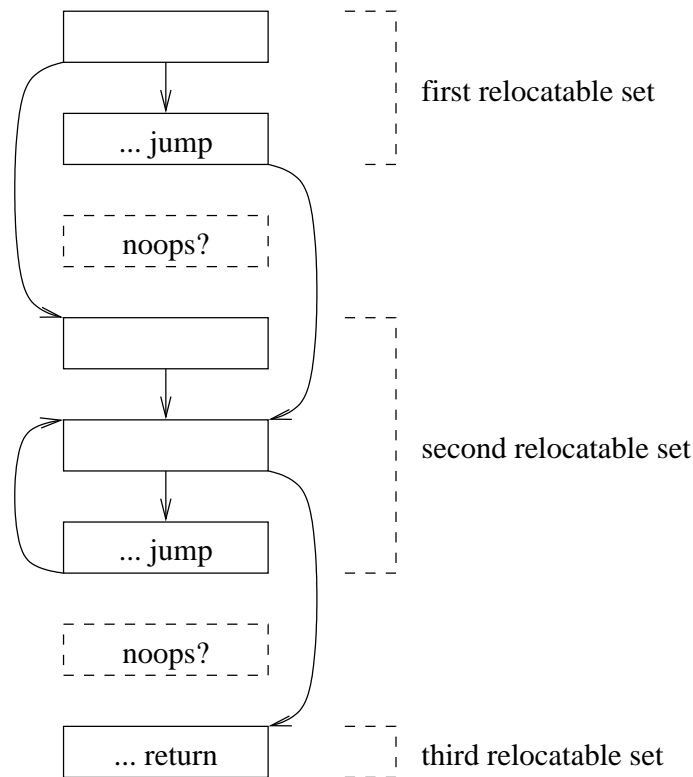 first relocatable set
... jump
noops?
second relocatable set
... jump
noops?
... return
third relocatable set